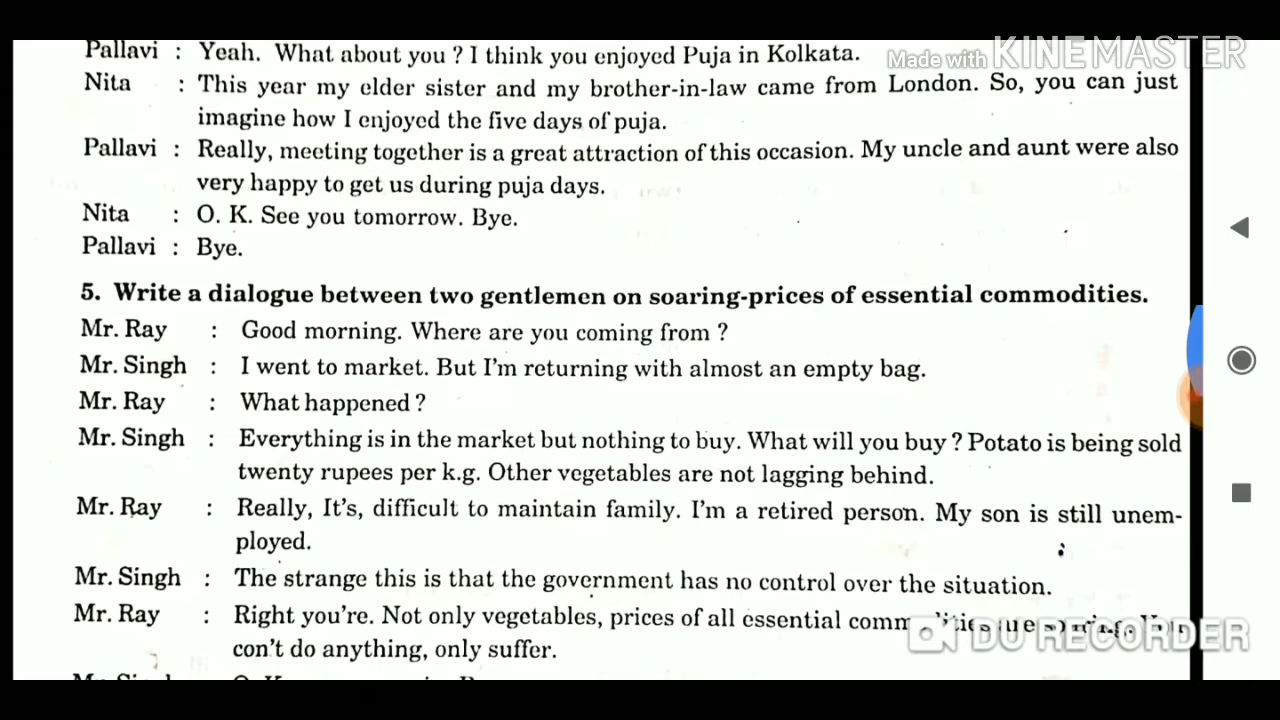 Pallavi : Yeah. What about you ? I think you enjoyed Puja in Kolkata.
Made with KINEMASTER
Nita : This year my elder sister and my brother-in-law came from London. So, you can just
imagine how I enjoyed the five days of puja.
Pallavi : Really, meeting together is a great attraction of this occasion. My uncle and aunt were also
very happy to get us during puja days.
Nita : O. K. See you tomorrow. Bye.
Pallavi : Bye.
5. Write a dialogue between two gentlemen on soaring-prices of essential commodities.
Mr. Ray : Good morning. Where are you coming from ?
Mr. Singh : I went to market. But I'm returning with almost an empty bag.
Mr. Ray : What happened ?
Mr. Singh : Everything is in the market but nothing to buy. What will you buy ? Potato is being sold
twenty rupees per k.g. Other vegetables are not lagging behind.
Mr. Ray : Really, It's, difficult to maintain family. I'm a retired person. My son is still unem-
ployed.
Mr. Singh : The strange this is that the government has no control over the situation.
Mr. Ray : Right you're. Not only vegetables, prices of all essential
DU RECORDER
con't do anything, only suffer.